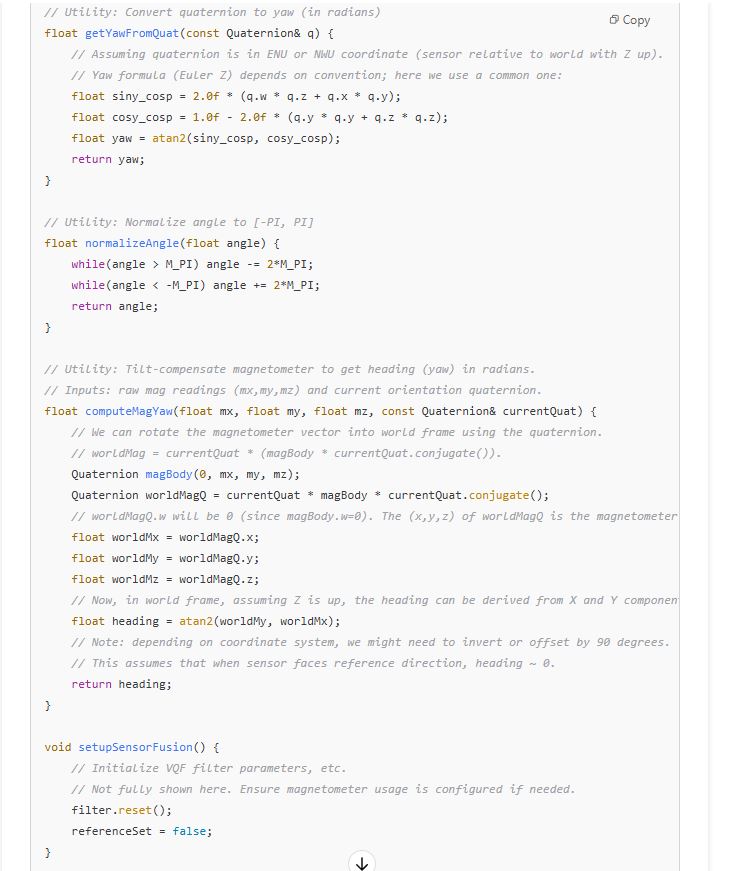 // Utility: Convert quaternion to yaw (in radians)
Copy
float getYawFromQuat(const Quaternion& q) {
    // Assuming quaternion is in ENU or NWU coordinate (sensor relative to world with Z up).
    // Yaw formula (Euler Z) depends on convention; here we use a common one:
    float siny_cosp = 2.0f * (q.w * q.z + q.x * q.y);
    float cosy_cosp = 1.0f - 2.0f * (q.y * q.y + q.z * q.z);
    float yaw = atan2(siny_cosp, cosy_cosp);
    return yaw;
}
// Utility: Normalize angle to [-PI, PI]
float normalizeAngle(float angle) {
    while(angle > M_PI) angle -= 2*M_PI;
    while(angle < -M_PI) angle += 2*M_PI;
    return angle;
}
// Utility: Tilt-compensate magnetometer to get heading (yaw) in radians.
// Inputs: raw mag readings (mx,my,mz) and current orientation quaternion.
float computeMagYaw(float mx, float my, float mz, const Quaternion& currentQuat) {
    // We can rotate the magnetometer vector into world frame using the quaternion.
    // worldMag = currentQuat * (magBody * currentQuat.conjugate()).
    Quaternion magBody(0, mx, my, mz);
    Quaternion worldMagQ = currentQuat * magBody * currentQuat.conjugate();
    // worldMagQ.w will be 0 (since magBody.w=0). The (x,y,z) of worldMagQ is the magnetometer
    float worldMx = worldMagQ.x;
    float worldMy = worldMagQ.y;
    float worldMz = worldMagQ.z;
    // Now, in world frame, assuming Z is up, the heading can be derived from X and Y componen
    float heading = atan2(worldMy, worldMx);
    // Note: depending on coordinate system, we might need to invert or offset by 90 degrees.
    // This assumes that when sensor faces reference direction, heading ~ 0.
    return heading;
}
void setupSensorFusion() {
    // Initialize VQF filter parameters, etc.
    // Not fully shown here. Ensure magnetometer usage is configured if needed.
    filter.reset();
    referenceSet = false;
}